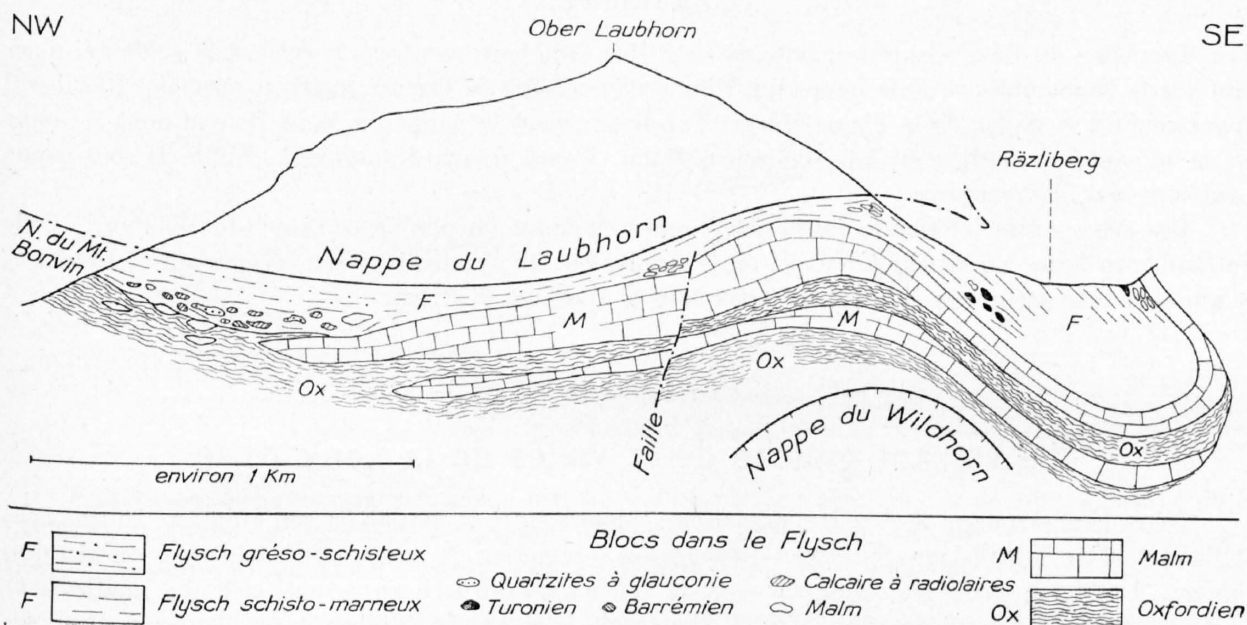 NW
SE
Ober Laubhorn
Räzliberg
N. du Mt.
Bonvin
Nappe du Laubhorn
F
M
F
Ox
M
Ox
Ox
Faille
Nappe du Wildhorn
environ 1 Km
F Flysch gréso-schisteux
F Flysch schisto-marneux
Blocs dans le Flysch
Quartzites à glauconie
Calcaire à radiolaires
Turonien
Barrémien
Malm
M Malm
Ox Oxfordien